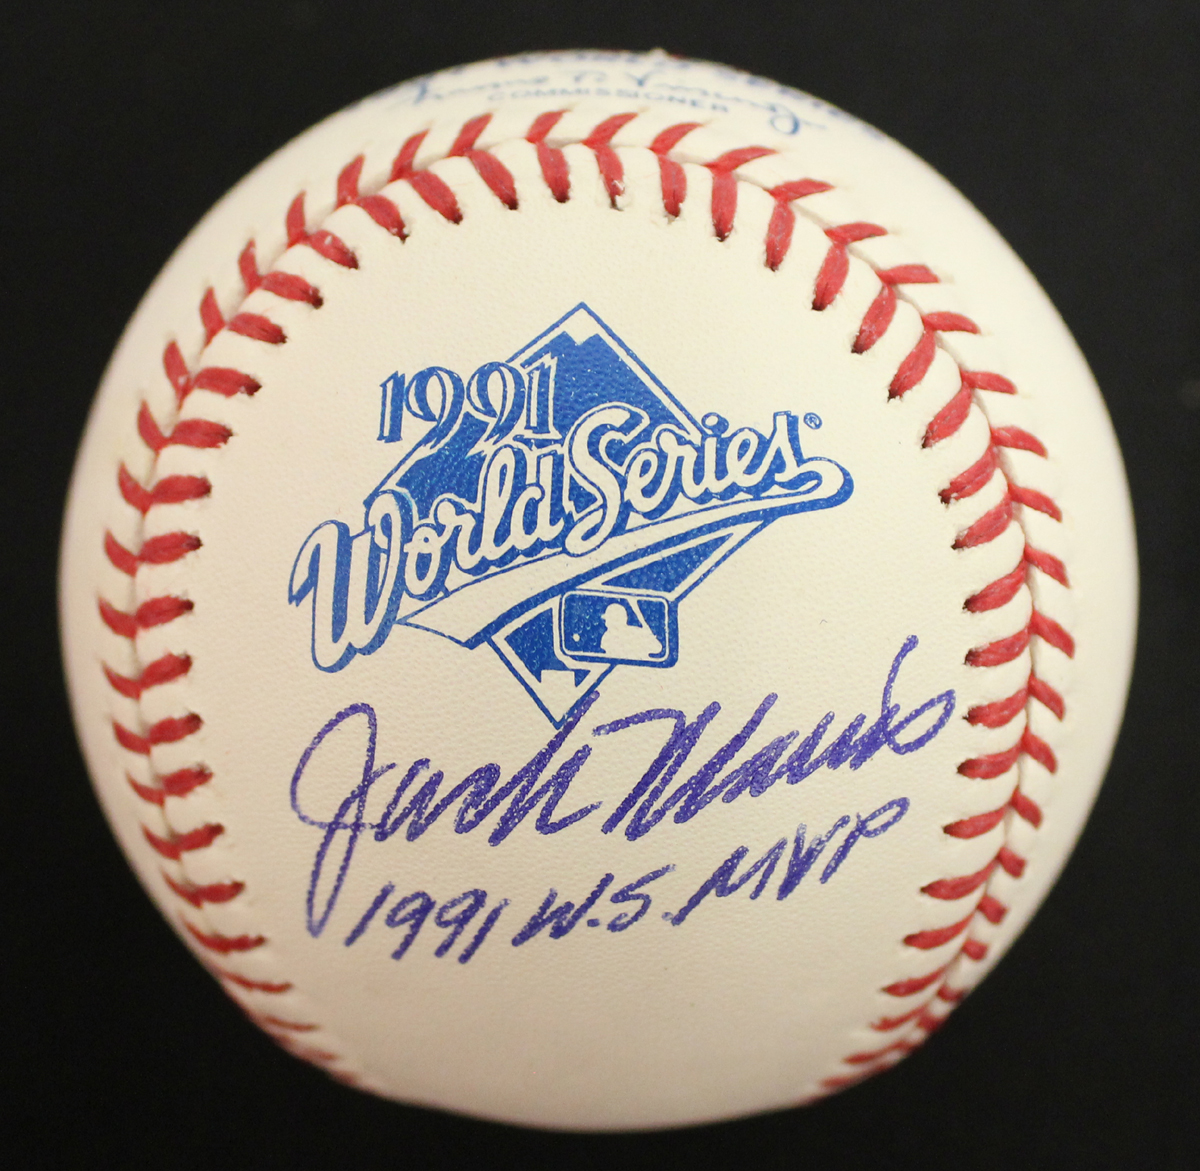 COMMISSIONER
1991
World Series®
Jack Morris
1991 W.S. MVP